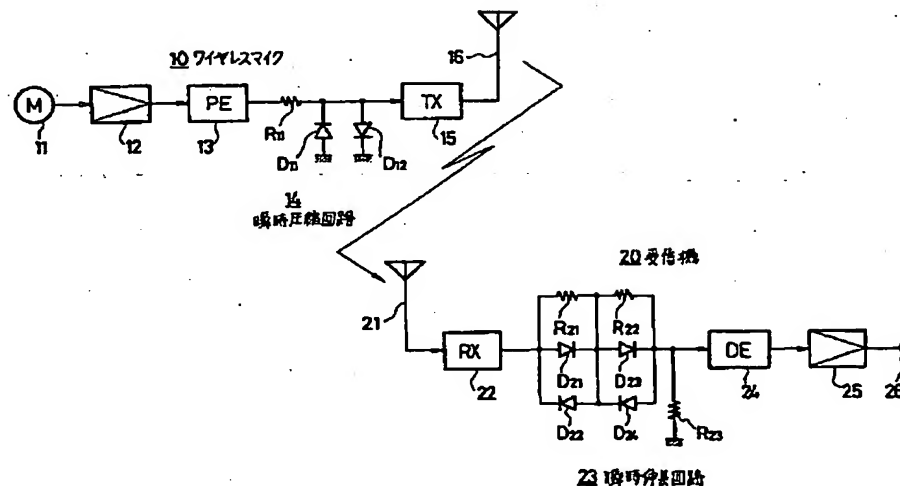 10 ワイヤレスマイク
16
M
PE
TX
11
12
13
R11
15
D11
D12
14
瞬時圧縮回路
20 受信機
21
R21
R22
RX
DE
22
D21
D23
24
25
26
D22
D24
R23
23 瞬時伸長回路